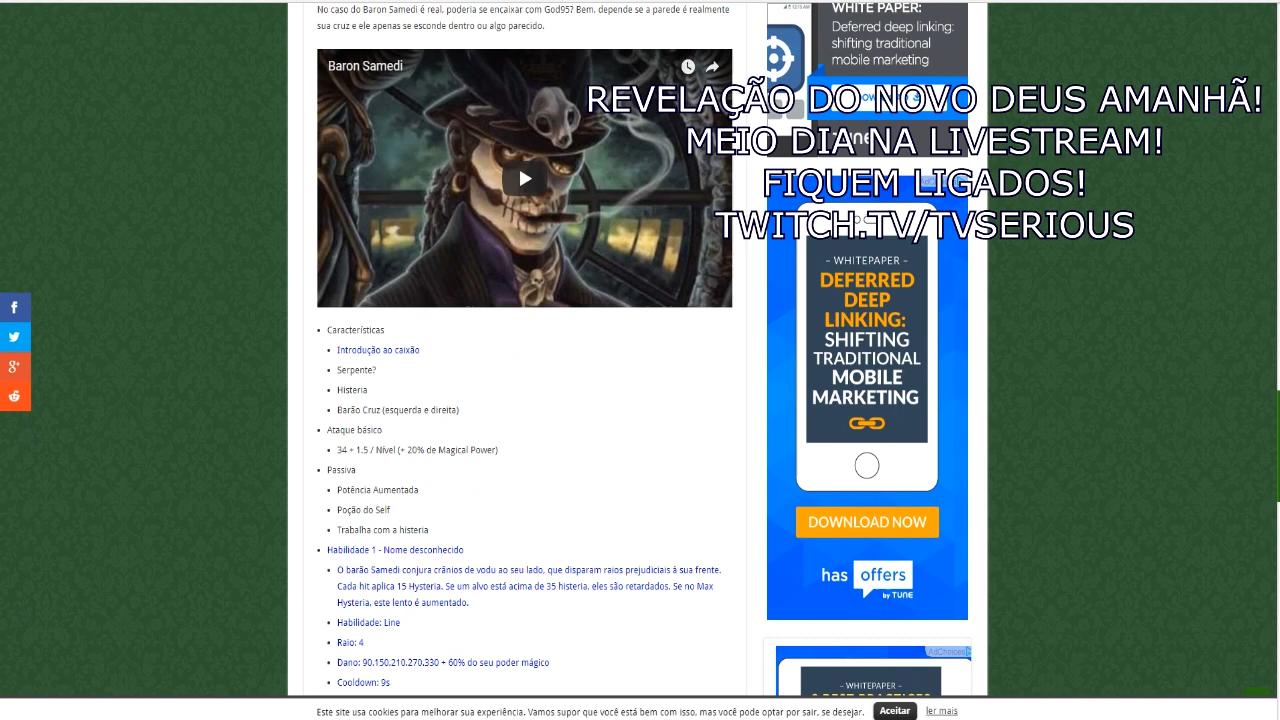 No caso do Baron Samedi é real, poderia se encaixar com God95? Bem, depende se a parede é realmente
sua cruz e ele apenas se esconde dentro ou algo parecido.
Baron Samedi
WHITE PAPER:
Deferred deep linking:
shifting traditional
mobile marketing
REVELAÇÃO DO NOVO DEUS AMANHÃ!
MEIO DIA NA LIVESTREAM!
FIQUEM LIGADOS!
TWITCH.TV/TVSERIOUS
Características
Introdução ao caixão
Serpente?
Histeria
Barão Cruz (esquerda e direita)
Ataque básico
34 + 1.5 / Nível (+ 20% de Magical Power)
Passiva
Potência Aumentada
Poção do Self
Trabalha com a histeria
Habilidade 1 - Nome desconhecido
O barão Samedi conjura crânios de vodu ao seu lado, que disparam raios prejudiciais à sua frente.
Cada hit aplica 15 Hysteria. Se um alvo está acima de 35 histeria, eles são retardados. Se no Max
Hysteria, este lento é aumentado.
Habilidade: Line
Raio: 4
Dano: 90.150.210.270.330 + 60% do seu poder mágico
Cooldown: 9s
- WHITEPAPER -
DEFERRED
DEEP
LINKING:
SHIFTING
TRADITIONAL
MOBILE
MARKETING
DOWNLOAD NOW
has offers
by TUNE
AdChoices
- WHITEPAPER -
Este site usa cookies para melhorar sua experiência. Vamos supor que você está bem com isso, mas você pode optar por sair, se desejar.
Aceitar
ler mais